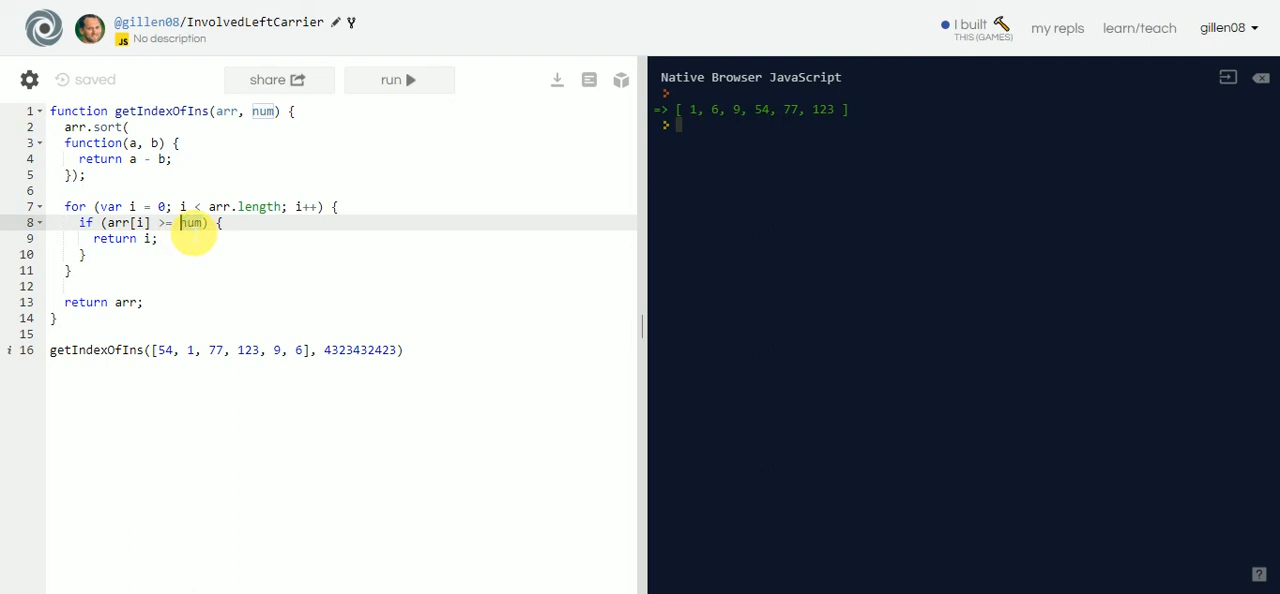 @gillen08/InvolvedLeftCarrier
JS No description
I built
THIS (GAMES)
my repls
learn/teach
gillen08
saved
share
run
1 function getIndexOfIns(arr, num) {
2 arr.sort(
3 function(a, b) {
4 return a - b;
5 });
6
7 for (var i = 0; i < arr.length; i++) {
8 if (arr[i] >= num) {
9 return i;
10 }
11 }
12
13 return arr;
14 }
15
i 16 getIndexOfIns([54, 1, 77, 123, 9, 6], 4323432423)
Native Browser JavaScript
>
=> [ 1, 6, 9, 54, 77, 123 ]
>
?